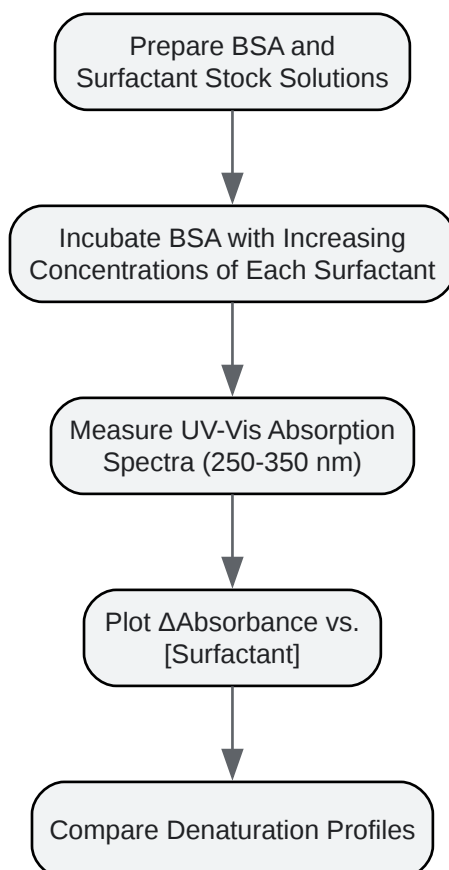 Prepare BSA and
Surfactant Stock Solutions
Incubate BSA with Increasing
Concentrations of Each Surfactant
Measure UV-Vis Absorption
Spectra (250-350 nm)
Plot ΔAbsorbance vs.
[Surfactant]
Compare Denaturation Profiles